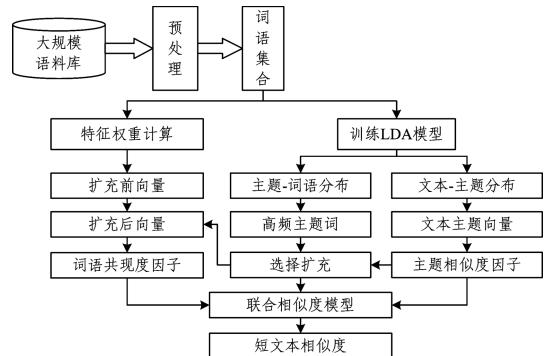 大规模
语料库
预
处
理
词
语
集
合
特征权重计算
训练LDA模型
扩充前向量
主题-词语分布
文本-主题分布
扩充后向量
高频主题词
文本主题向量
词语共现度因子
选择扩充
主题相似度因子
联合相似度模型
短文本相似度